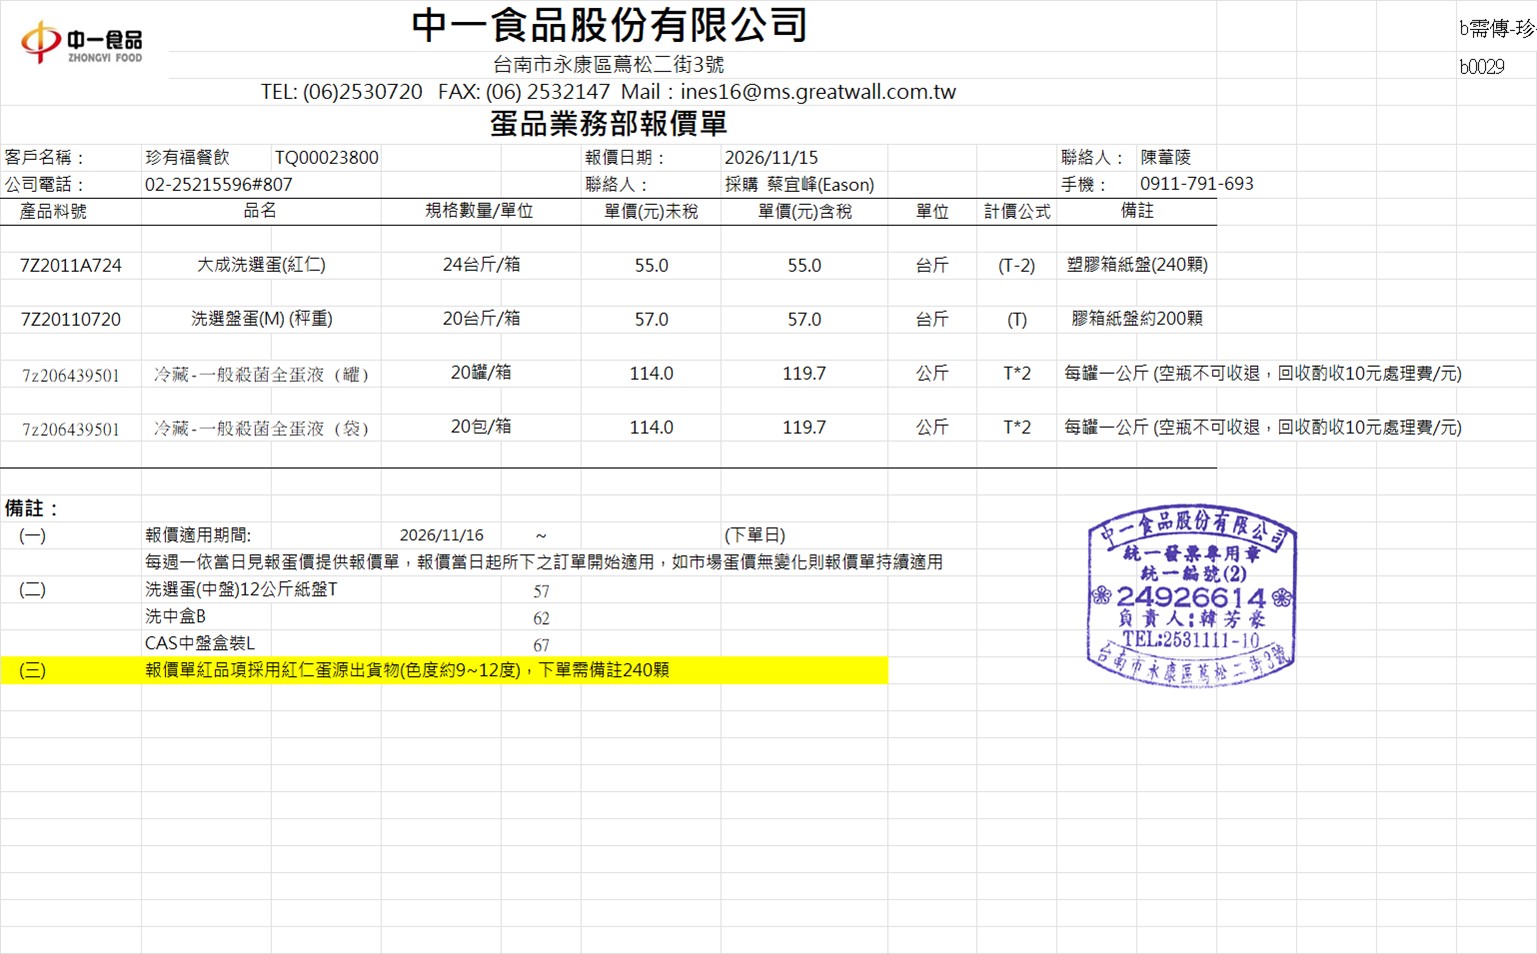 中一食品
ZHONGYI FOOD
中一食品股份有限公司
台南市永康區蔦松二街3號
TEL: (06)2530720 FAX: (06) 2532147 Mail：ines16@ms.greatwall.com.tw
b需傳-珍
b0029
蛋品業務部報價單
客戶名稱： 珍有福餐飲 TQ00023800 報價日期： 2026/11/15 聯絡人： 陳蕫陵
公司電話： 02-25215596#807 聯絡人： 採購 蔡宜峰(Eason) 手機： 0911-791-693
產品料號 品名 規格數量/單位 單價(元)未稅 單價(元)含稅 單位 計價公式 備註
7Z2011A724 大成洗選蛋(紅仁) 24台斤/箱 55.0 55.0 台斤 (T-2) 塑膠箱紙盤(240顆)
7Z20110720 洗選盤蛋(M) (秤重) 20台斤/箱 57.0 57.0 台斤 (T) 膠箱紙盤約200顆
7z206439501 冷藏-一般殺菌全蛋液（罐） 20罐/箱 114.0 119.7 公斤 T*2 每罐一公斤 (空瓶不可收退，回收酌收10元處理費/元)
7z206439501 冷藏-一般殺菌全蛋液（袋） 20包/箱 114.0 119.7 公斤 T*2 每罐一公斤 (空瓶不可收退，回收酌收10元處理費/元)
備註：
(一) 報價適用期間: 2026/11/16 ~ (下單日)
每週一依當日見報蛋價提供報價單，報價當日起所下之訂單開始適用，如市場蛋價無變化則報價單持續適用
(二) 洗選蛋(中盤)12公斤紙盤T 57
洗中盒B 62
CAS中盤盒裝L 67
(三) 報價單紅品項採用紅仁蛋源出貨物(色度約9~12度)，下單需備註240顆
中一食品股份有限公司
統一發票專用章
統一編號(2)
24926614
負責人:韓芳豪
TEL:2531111-10
台南市永康區蔦松二街3號